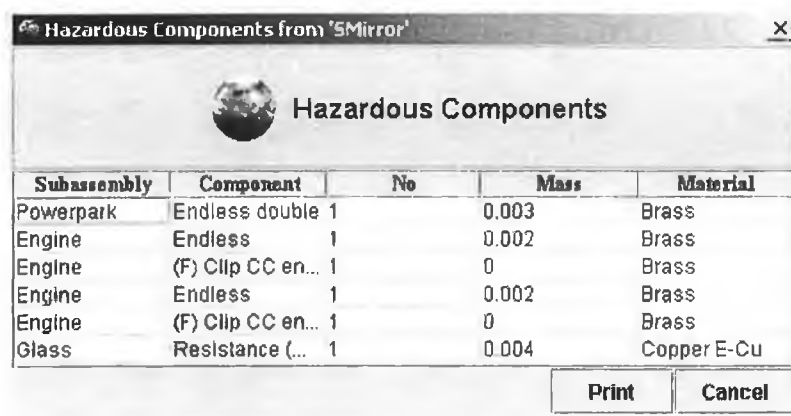 Hazardous Components from 'SMirror'
Hazardous Components
Subassembly Component No Mass Material
Powerpark Endless double 1 0.003 Brass
Engine Endless 1 0.002 Brass
Engine (F) Clip CC en... 1 0 Brass
Engine Endless 1 0.002 Brass
Engine (F) Clip CC en... 1 0 Brass
Glass Resistance (... 1 0.004 Copper E-Cu
Print Cancel